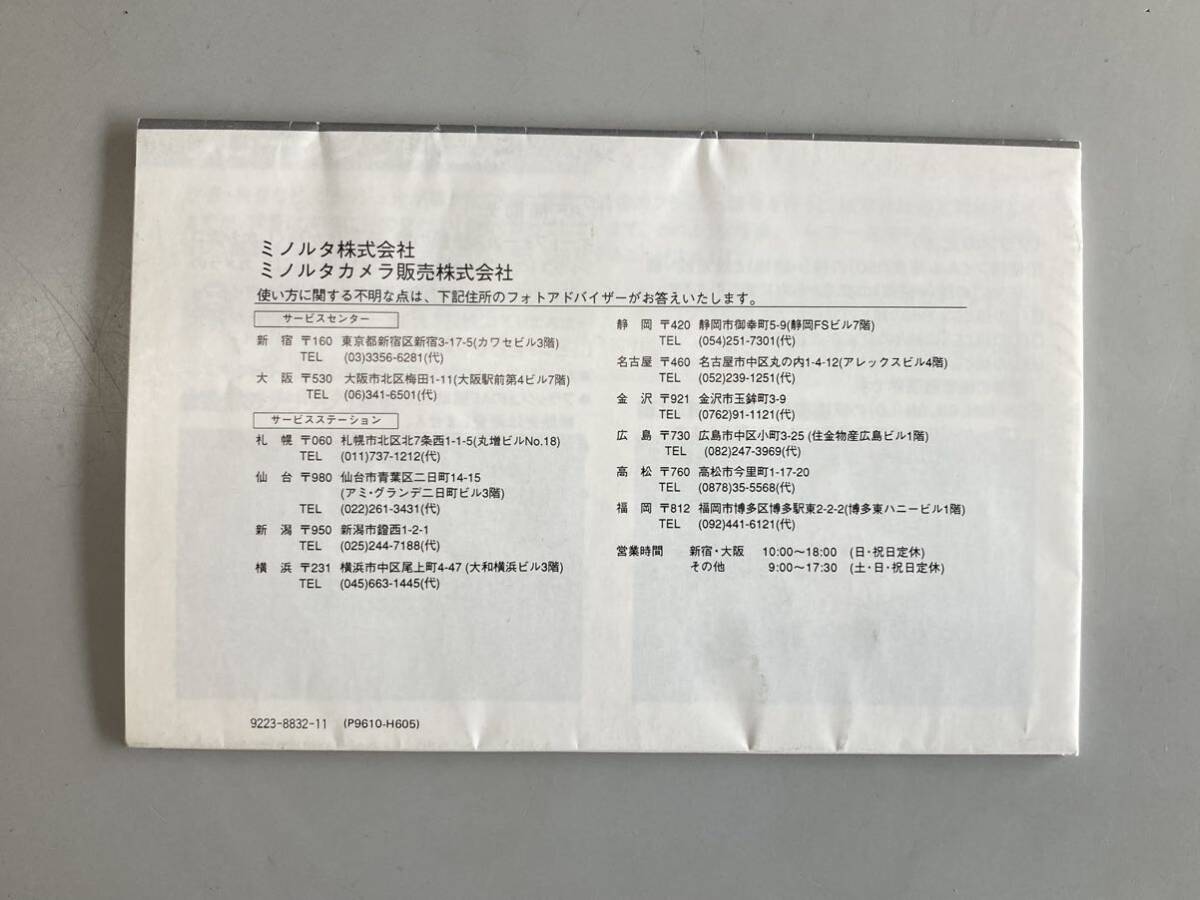 ミノルタ株式会社
ミノルタカメラ販売株式会社
使い方に関する不明な点は、下記住所のフォトアドバイザーがお答えいたします。
サービスセンター
新 宿 〒160 東京都新宿区新宿3-17-5(カワセビル3階)
TEL (03)3356-6281(代)
大 阪 〒530 大阪市北区梅田1-11(大阪駅前第4ビル7階)
TEL (06)341-6501(代)
サービスステーション
札 幌 〒060 札幌市北区北7条西1-1-5(丸増ビルNo.18)
TEL (011)737-1212(代)
仙 台 〒980 仙台市青葉区二日町14-15
(アミ・グランデ二日町ビル3階)
TEL (022)261-3431(代)
新 潟 〒950 新潟市鐙西1-2-1
TEL (025)244-7188(代)
横 浜 〒231 横浜市中区尾上町4-47 (大和横浜ビル3階)
TEL (045)663-1445(代)
静 岡 〒420 静岡市御幸町5-9(静岡FSビル7階)
TEL (054)251-7301(代)
名古屋 〒460 名古屋市中区丸の内1-4-12(アレックスビル4階)
TEL (052)239-1251(代)
金 沢 〒921 金沢市玉鉾町3-9
TEL (0762)91-1121(代)
広 島 〒730 広島市中区小町3-25 (住金物産広島ビル1階)
TEL (082)247-3969(代)
高 松 〒760 高松市今里町1-17-20
TEL (0878)35-5568(代)
福 岡 〒812 福岡市博多区博多駅東2-2-2(博多東ハニービル1階)
TEL (092)441-6121(代)
営業時間 新宿・大阪 10:00～18:00 (日・祝日定休)
その他 9:00～17:30 (土・日・祝日定休)
9223-8832-11 (P9610-H605)